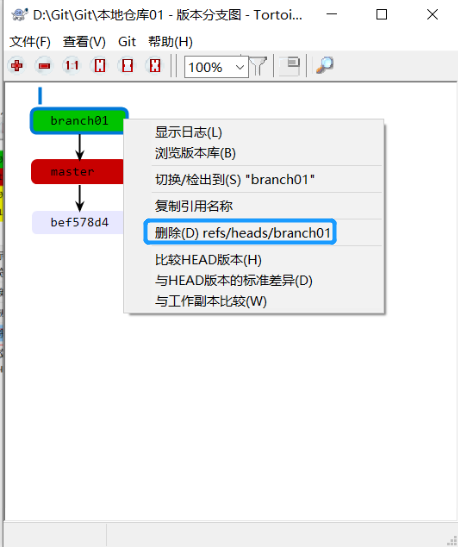 D:\Git\Git\本地仓库01 - 版本分支图 - Tortoi...
文件(F) 查看(V) Git 帮助(H)
1:1 100%
branch01
master
bef578d4
显示日志(L)
浏览版本库(B)
切换/检出到(S) "branch01"
复制引用名称
删除(D) refs/heads/branch01
比较HEAD版本(H)
与HEAD版本的标准差异(D)
与工作副本比较(W)